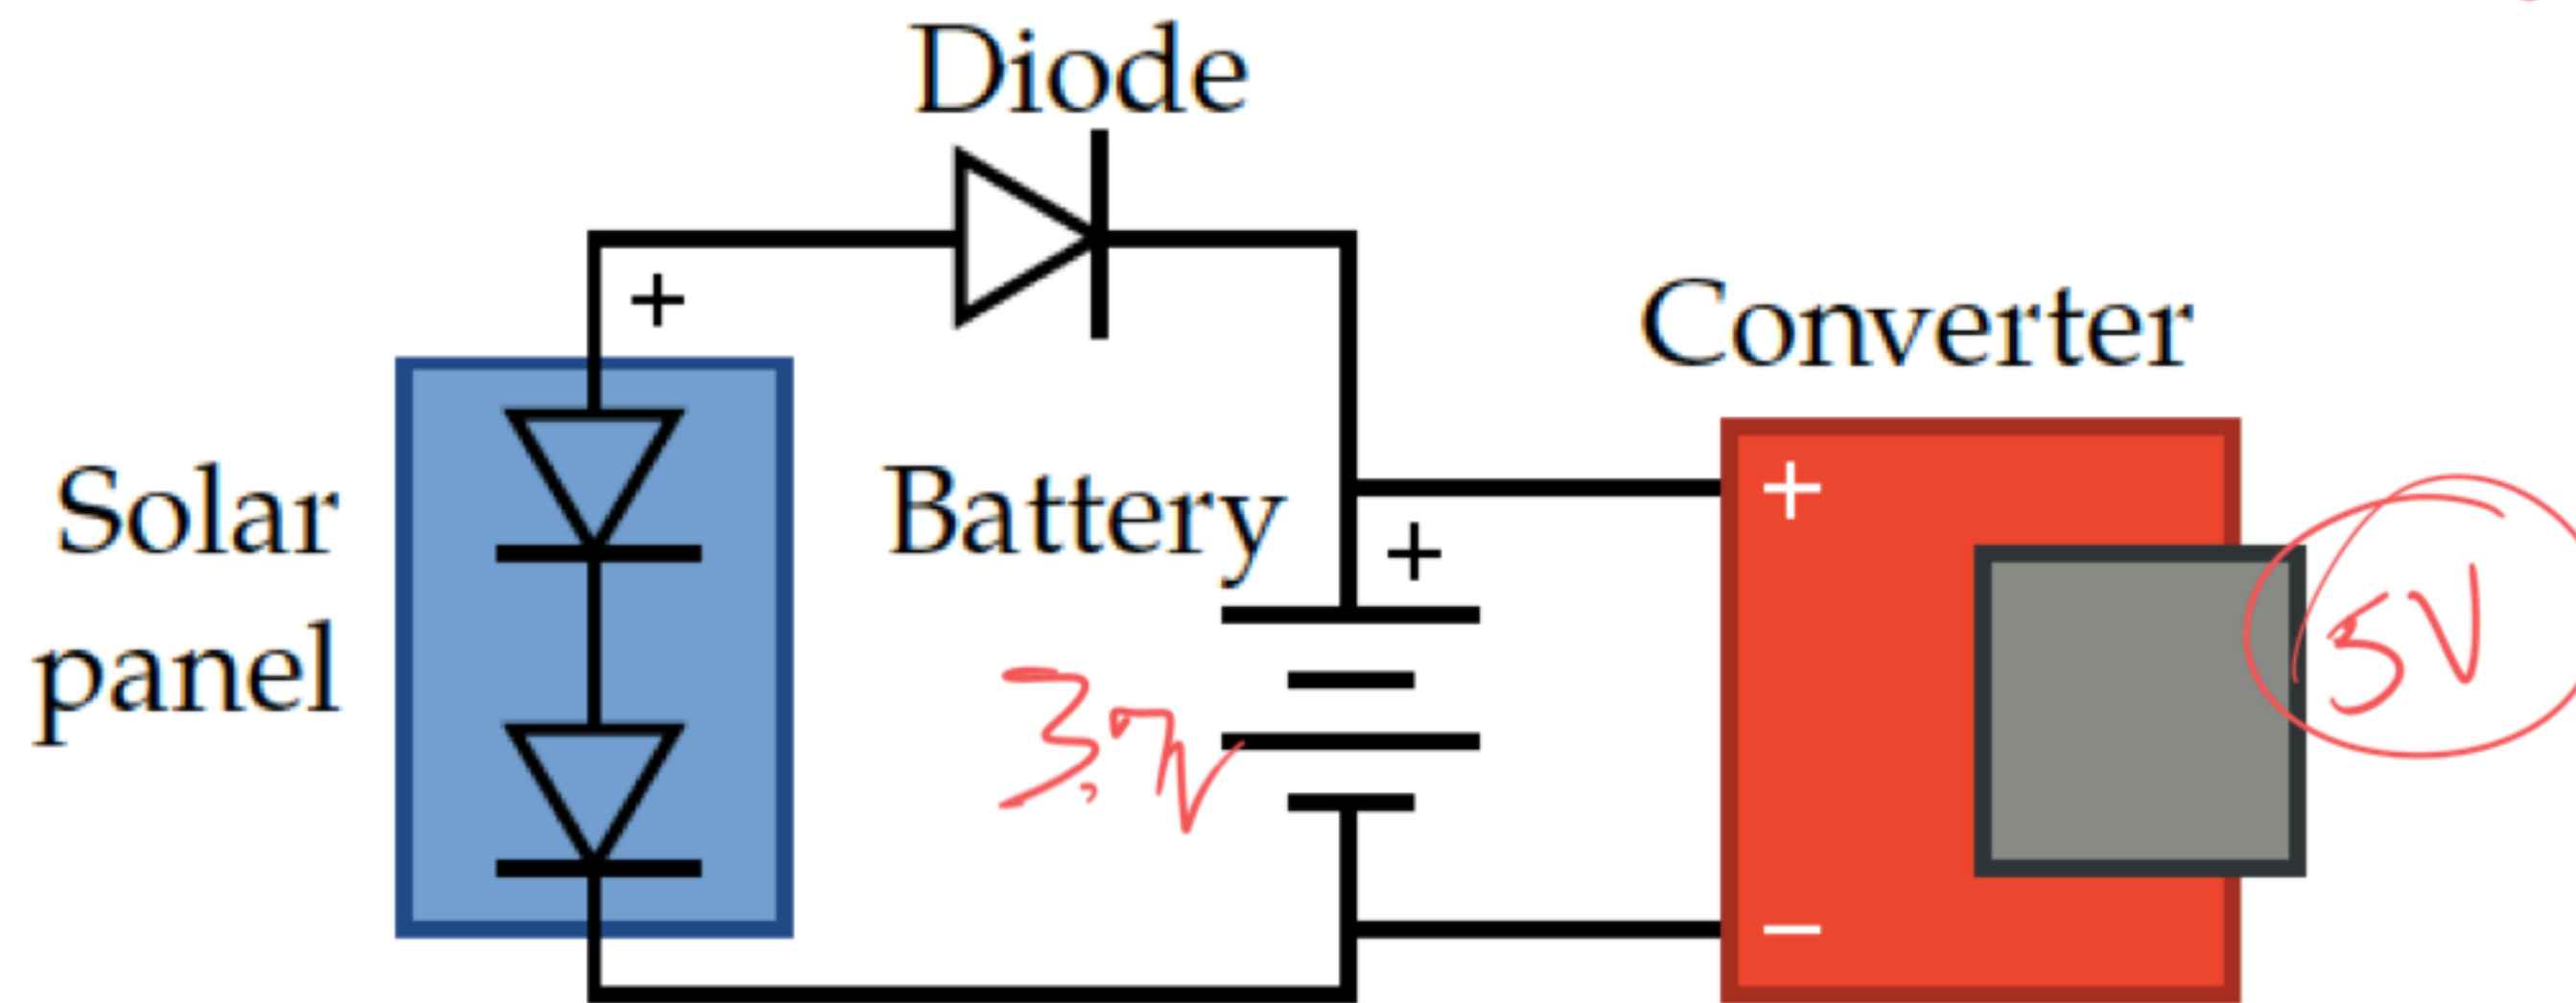 Diode
+
Converter
Solar
panel
Battery
+
+
3.7V
5V
−